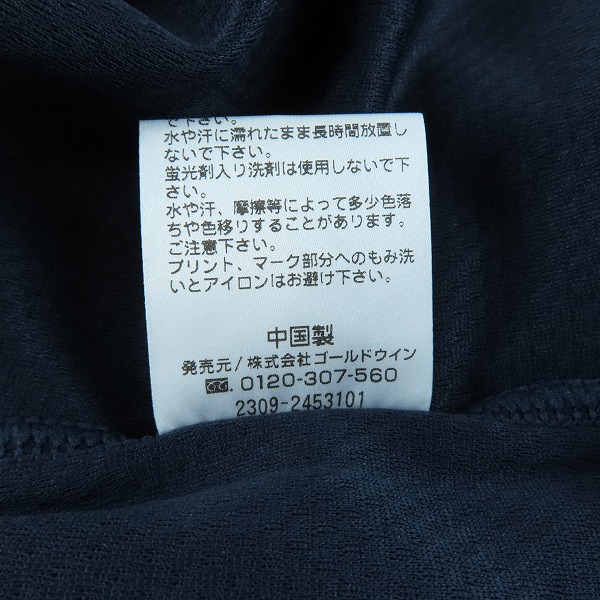 で下さい。
水や汗に濡れたまま長時間放置し
ないで下さい。
蛍光剤入り洗剤は使用しないで下
さい。
水や汗、摩擦等によって多少色落
ちや色移りすることがあります。
ご注意下さい。
プリント、マーク部分へのもみ洗
いとアイロンはお避け下さい。
中国製
発売元/株式会社ゴールドウイン
0120-307-560
2309-2453101